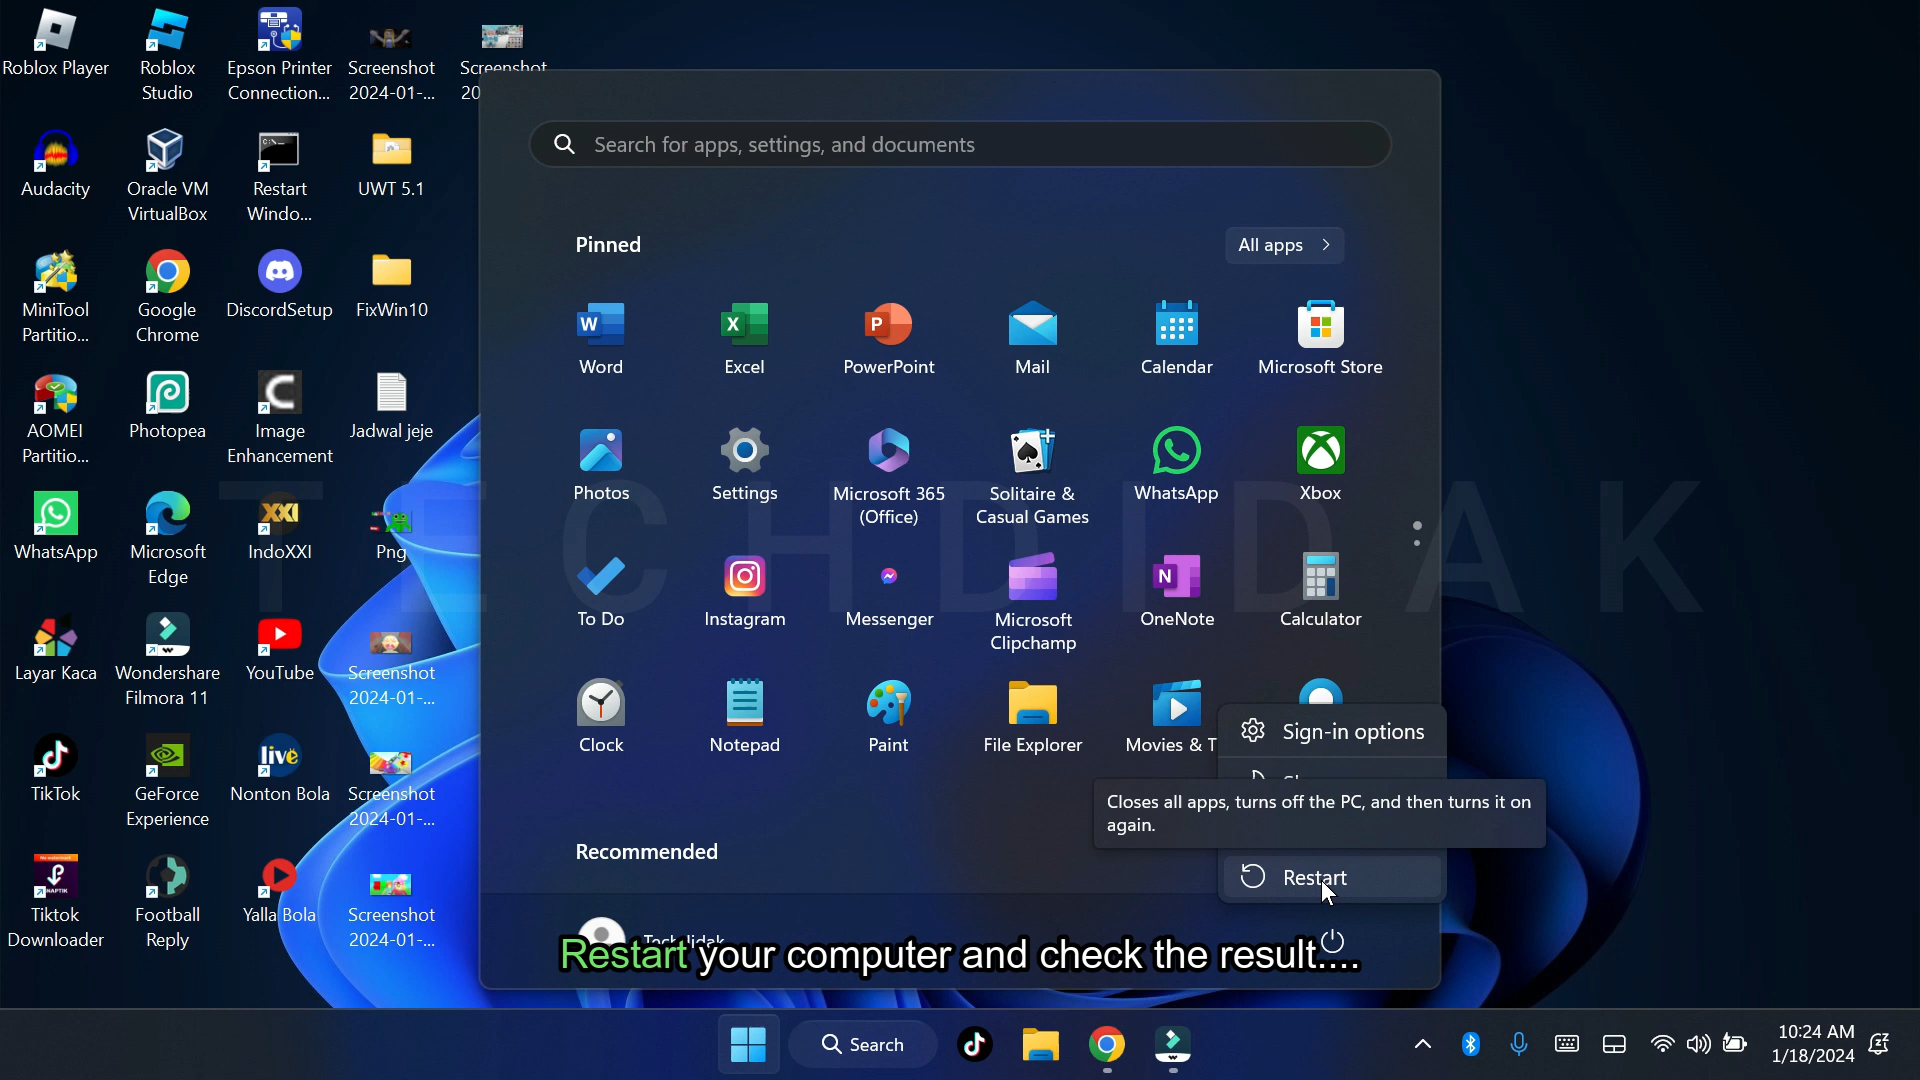 Roblox Player
Roblox
Studio
Epson Printer
Connection...
Screenshot
2024-01-...
Screenshot
20
Audacity
Oracle VM
VirtualBox
Restart
Windo...
UWT 5.1
MiniTool
Partitio...
Google
Chrome
DiscordSetup
FixWin10
AOMEI
Partitio...
Photopea
Image
Enhancement
Jadwal jeje
WhatsApp
Microsoft
Edge
IndoXXI
Png
Layar Kaca
Wondershare
Filmora 11
YouTube
Screenshot
2024-01-...
TikTok
GeForce
Experience
live
Nonton Bola
Screenshot
2024-01-...
Tiktok
Downloader
Football
Reply
Yalla Bola
Screenshot
2024-01-...
Search for apps, settings, and documents
Pinned
All apps >
Word
Excel
PowerPoint
Mail
Calendar
Microsoft Store
Photos
Settings
Microsoft 365
(Office)
Solitaire &
Casual Games
WhatsApp
Xbox
TECHDIDAK
To Do
Instagram
Messenger
Microsoft
Clipchamp
OneNote
Calculator
Clock
Notepad
Paint
File Explorer
Movies & T
Sign-in options
Closes all apps, turns off the PC, and then turns it on
again.
Restart
Recommended
Restart your computer and check the result....
Search
10:24 AM
1/18/2024